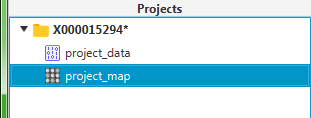 Projects
X000015294*
project_data
project_map